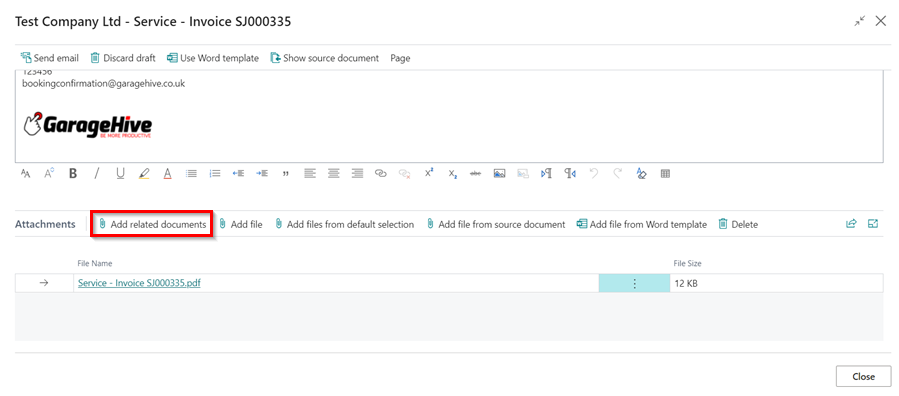 Test Company Ltd - Service - Invoice SJ000335
Send email Discard draft Use Word template Show source document Page
123456
bookingconfirmation@garagehive.co.uk
GarageHive
BE MORE PRODUCTIVE
Attachments Add related documents Add file Add files from default selection Add file from source document Add file from Word template Delete
File Name File Size
Service - Invoice SJ000335.pdf 12 KB
Close